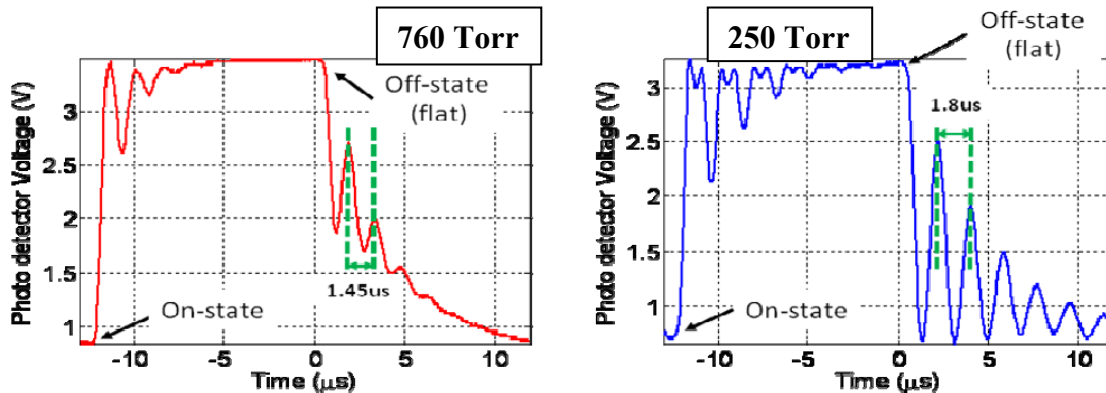 760 Torr
Photo detector Voltage (V)
3
2.5
2
1.5
1
Off-state
(flat)
1.45us
On-state
-10
-5
0
5
10
Time (μs)
250 Torr
Photo detector Voltage (V)
3
2.5
2
1.5
1
Off-state
(flat)
1.8us
On-state
-10
-5
0
5
10
Time (μs)